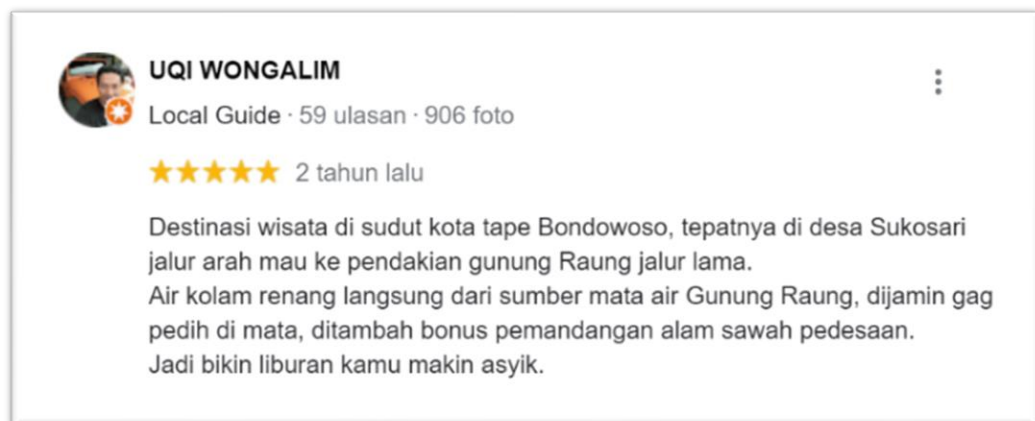 UQI WONGALIM
Local Guide · 59 ulasan · 906 foto
2 tahun lalu
Destinasi wisata di sudut kota tape Bondowoso, tepatnya di desa Sukosari
jalur arah mau ke pendakian gunung Raung jalur lama.
Air kolam renang langsung dari sumber mata air Gunung Raung, dijamin gag
pedih di mata, ditambah bonus pemandangan alam sawah pedesaan.
Jadi bikin liburan kamu makin asyik.